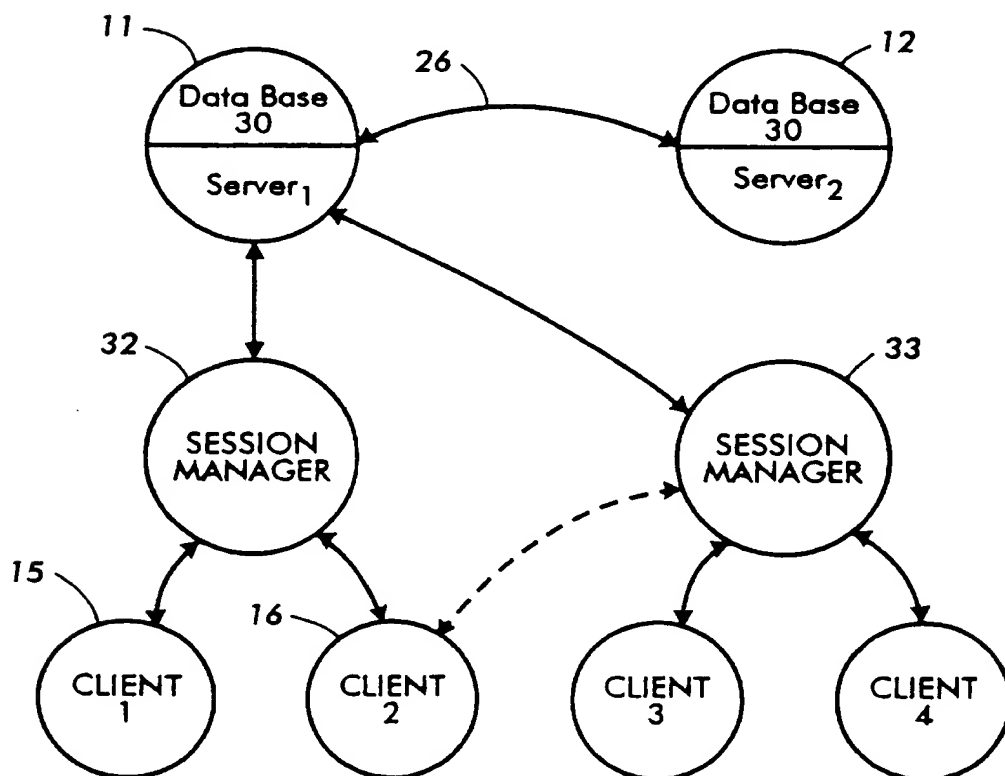 11
12
26
Data Base
30
Server₁
Data Base
30
Server₂
32
33
SESSION
MANAGER
SESSION
MANAGER
15
16
CLIENT
1
CLIENT
2
CLIENT
3
CLIENT
4